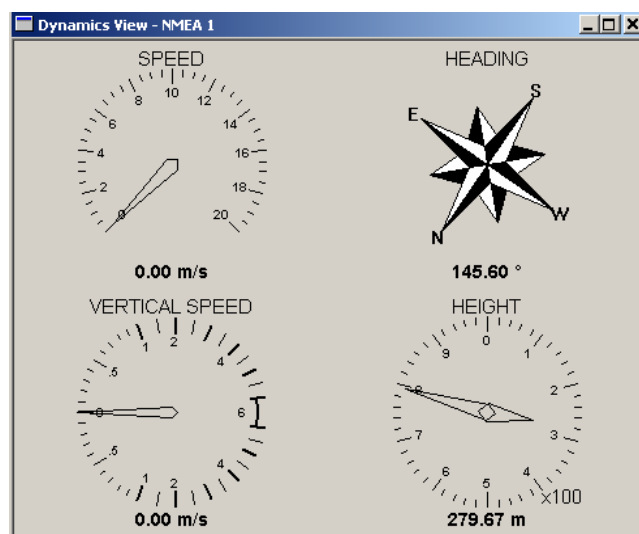 Dynamics View - NMEA 1
SPEED
0
2
4
6
8
10
12
14
16
18
20
0.00 m/s
HEADING
S
E
W
N
145.60 °
VERTICAL SPEED
0
.5
1
2
4
6
4
2
1
.5
0.00 m/s
HEIGHT
0
1
2
3
4
5
6
7
8
9
x100
279.67 m